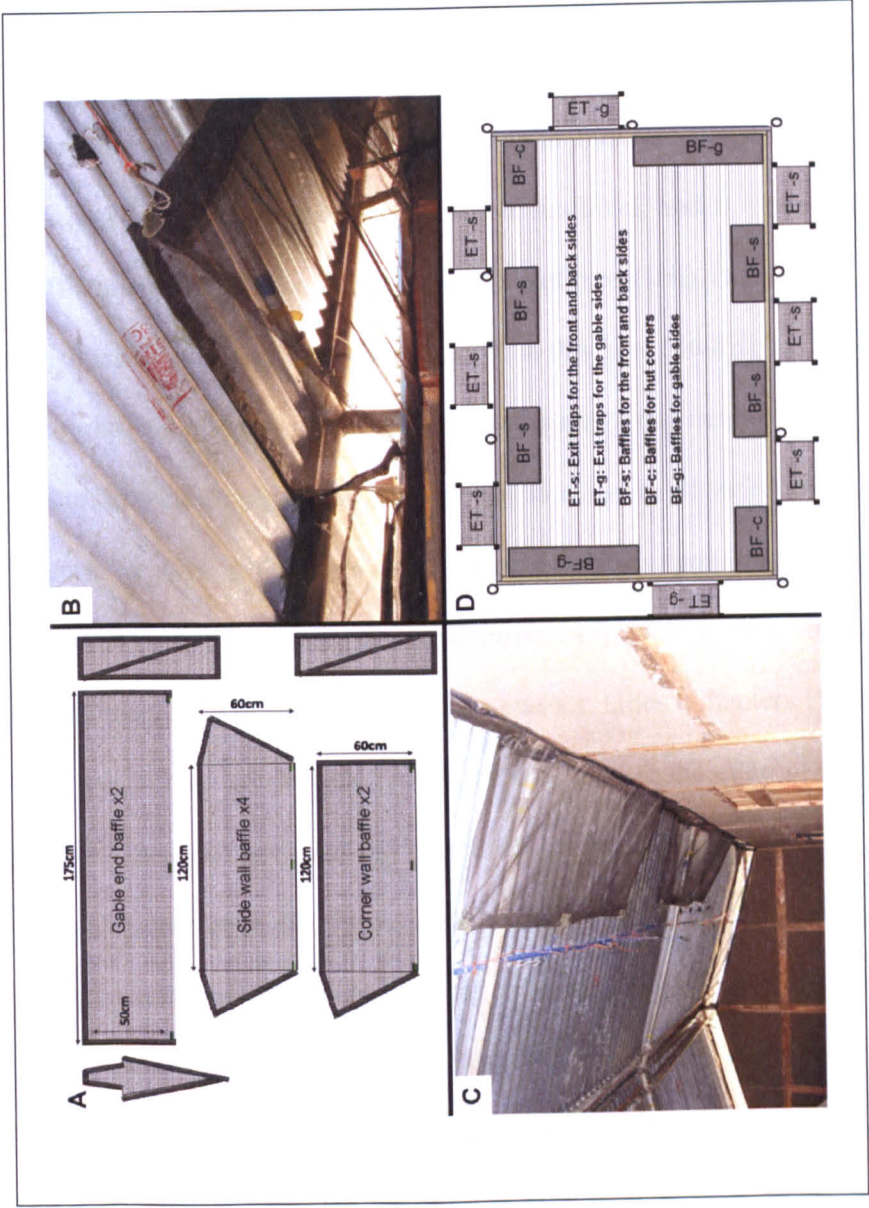 A
175cm
50cm
Gable end baffle x2
120cm
60cm
Side wall baffle x4
120cm
60cm
Corner wall baffle x2
B
C
D
ET -s
ET -s
ET -s
BF -s
BF -s
BF -c
ET -g
BF-g
ET-s: Exit traps for the front and back sides
ET-g: Exit traps for the gable sides
BF-s: Baffles for the front and back sides
BF-c: Baffles for hut corners
BF-g: Baffles for gable sides
BF-g
ET -g
BF -c
BF -s
BF -s
ET -s
ET -s
ET -s